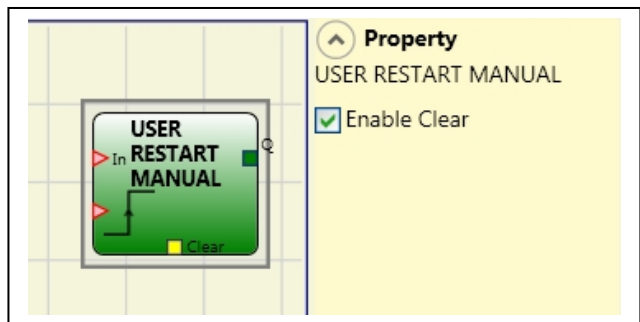 USER
In RESTART Q
MANUAL
Clear
Property
USER RESTART MANUAL
Enable Clear